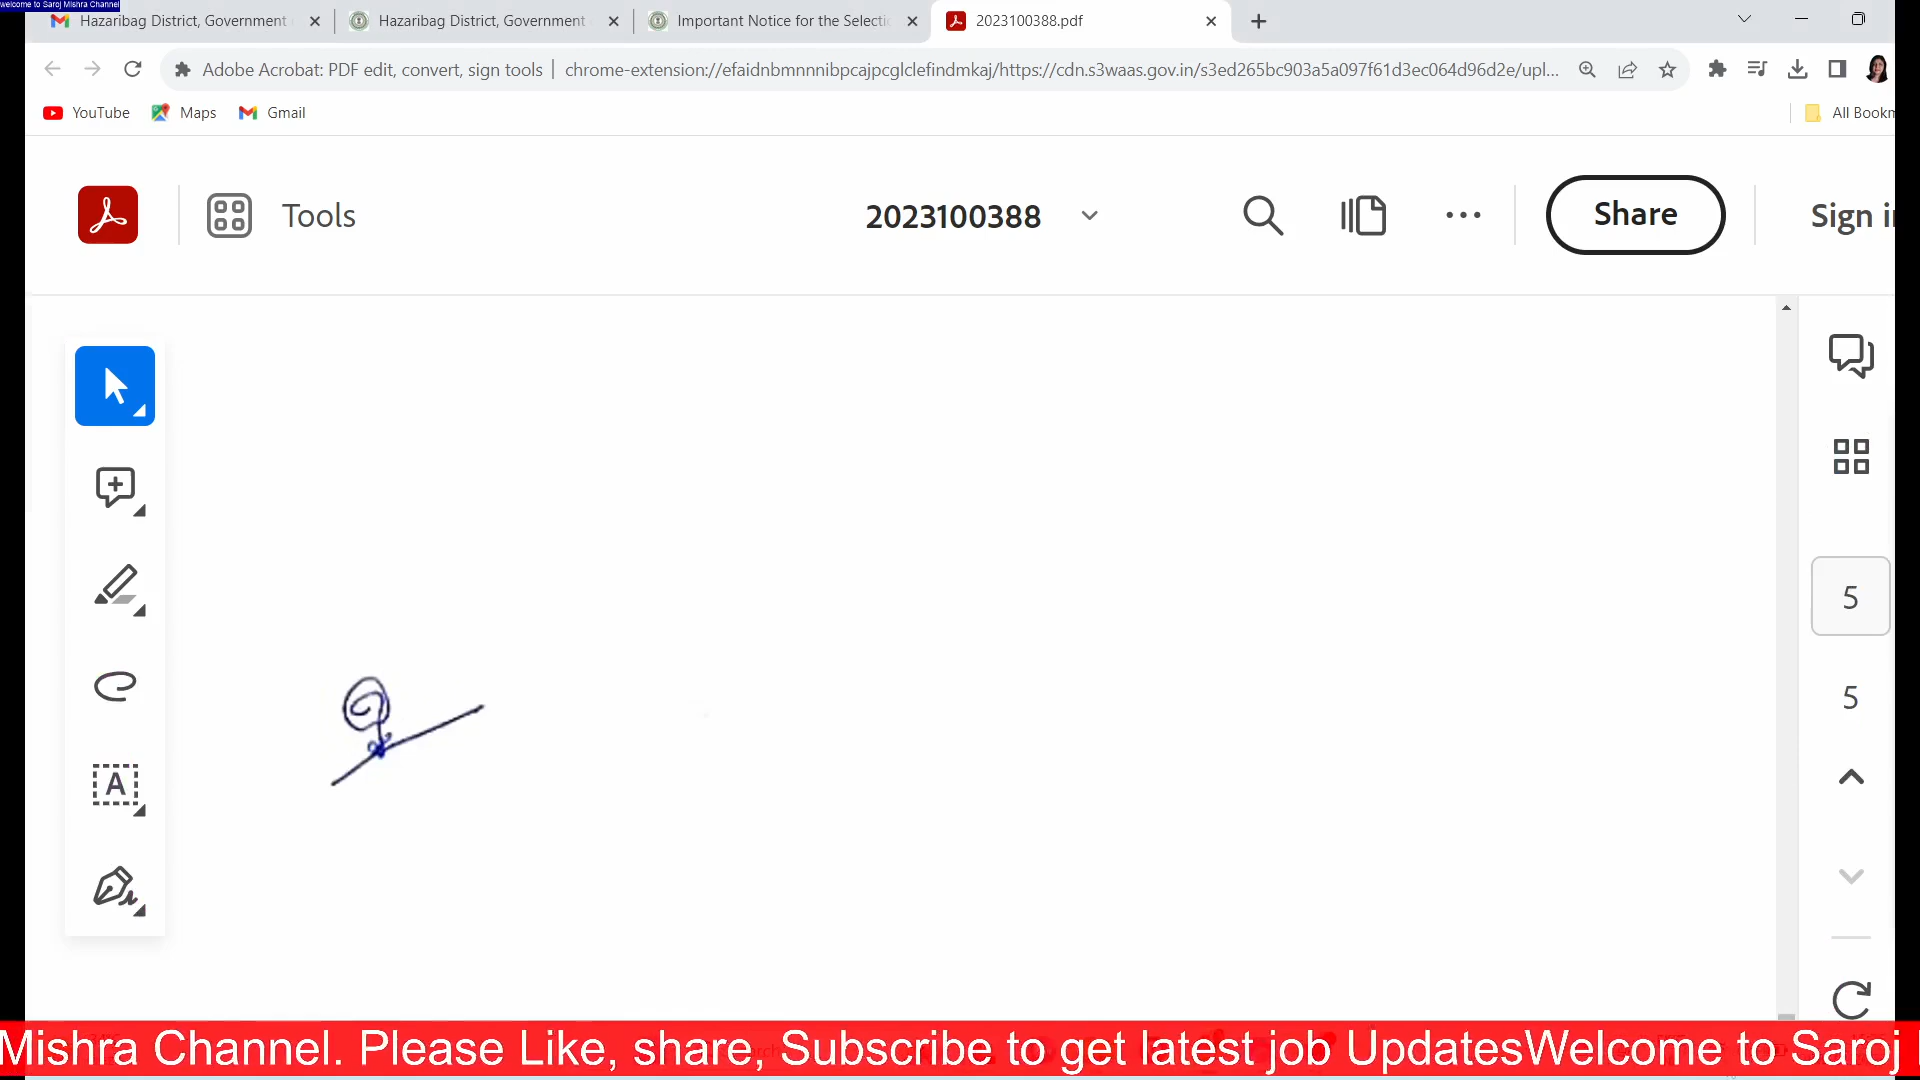 welcome to Saroj Mishra Channel
Hazaribag District, Government
Hazaribag District, Government
Important Notice for the Selecti
2023100388.pdf
Adobe Acrobat: PDF edit, convert, sign tools
chrome-extension://efaidnbmnnnibpcajpcglclefindmkaj/https://cdn.s3waas.gov.in/s3ed265bc903a5a097f61d3ec064d96d2e/upl...
YouTube
Maps
Gmail
All Bookm
Tools
2023100388
Share
Sign in
A
5
5
Mishra Channel. Please Like, share, Subscribe to get latest job UpdatesWelcome to Saroj